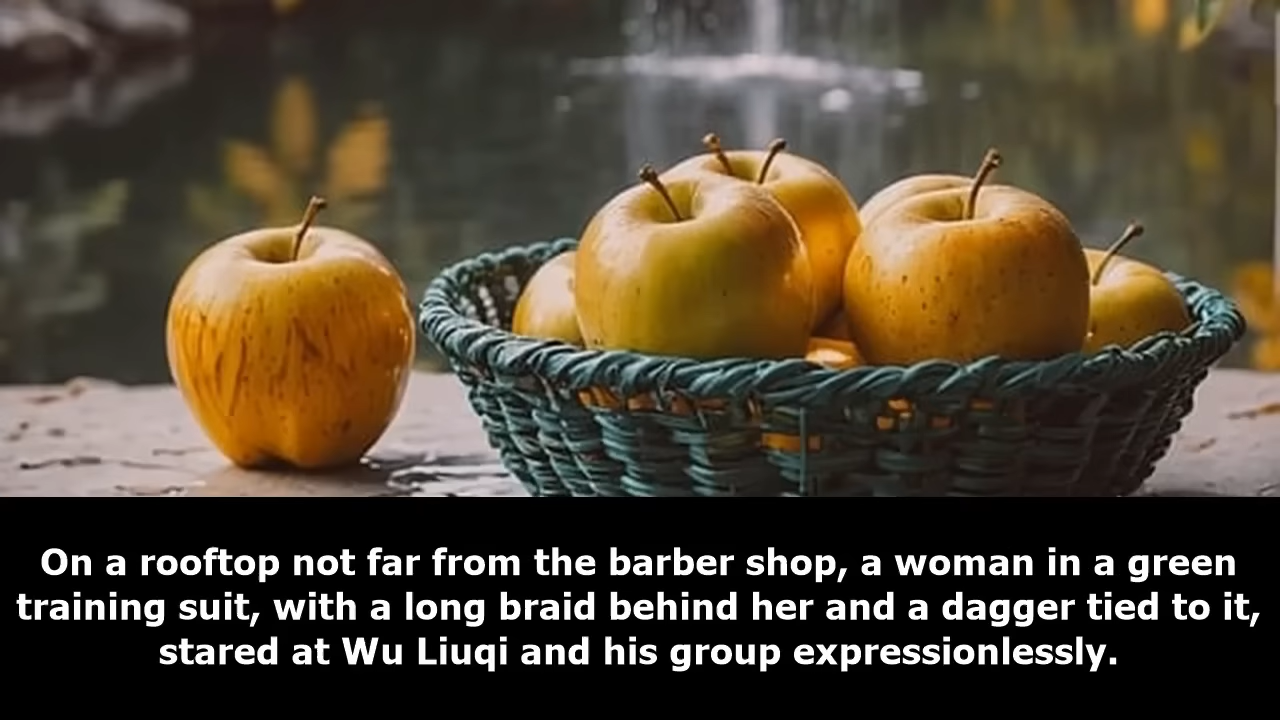 On a rooftop not far from the barber shop, a woman in a green
training suit, with a long braid behind her and a dagger tied to it,
stared at Wu Liuqi and his group expressionlessly.